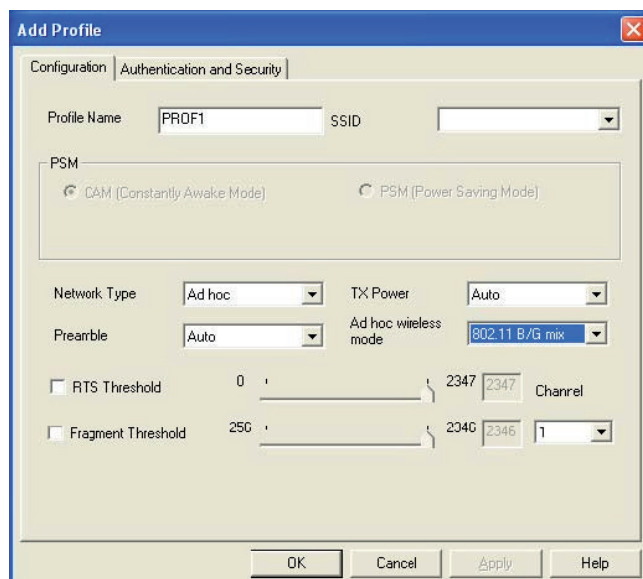 Add Profile
Configuration
Authentication and Security
Profile Name
PROF1
SSID
PSM
CAM (Constantly Awake Mode)
PSM (Power Saving Mode)
Network Type
Ad hoc
TX Power
Auto
Preamble
Auto
Ad hoc wireless
mode
802.11 B/G mix
RTS Threshold
0
2347
2347
Channel
Fragment Threshold
256
2346
2346
1
OK
Cancel
Apply
Help